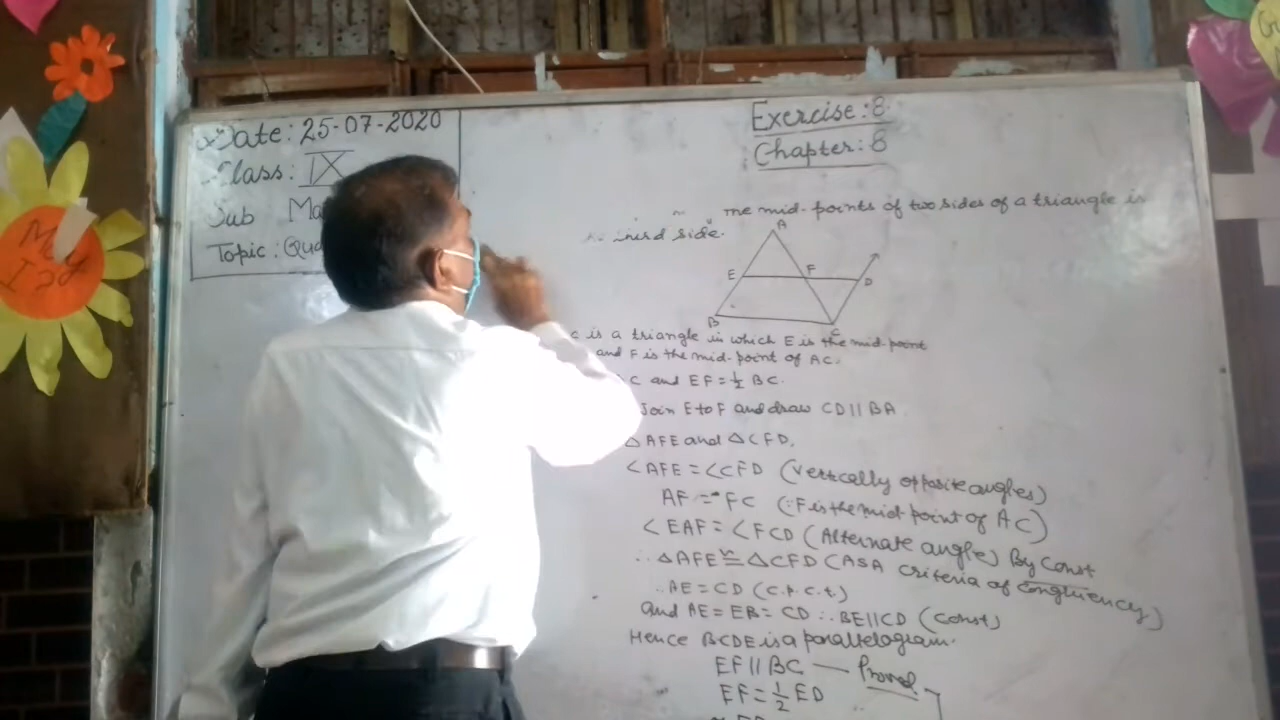 Date: 25-07-2020
Class: IX
Sub Ma
Topic: Qua
Exercise: 8
Chapter: 8
The mid-points of two sides of a triangle is
third side.
A
E F D
B C
C is a triangle in which E is the mid-point
and F is the mid-point of AC.
C and EF = ½ BC.
Join E to F and draw CD || BA
△AFE and △CFD,
∠AFE = ∠CFD (Vertically opposite angles)
AF = FC (∵ F is the mid point of AC)
∠EAF = ∠FCD (Alternate angle) By Const
∴ △AFE ≅ △CFD (ASA Criteria of Congruency)
∴ AE = CD (C.P.C.t.)
and AE = EB = CD ∴ BE || CD (Const)
Hence BCDE is a parallelogram.
EF || BC — Proved
EF = ½ ED